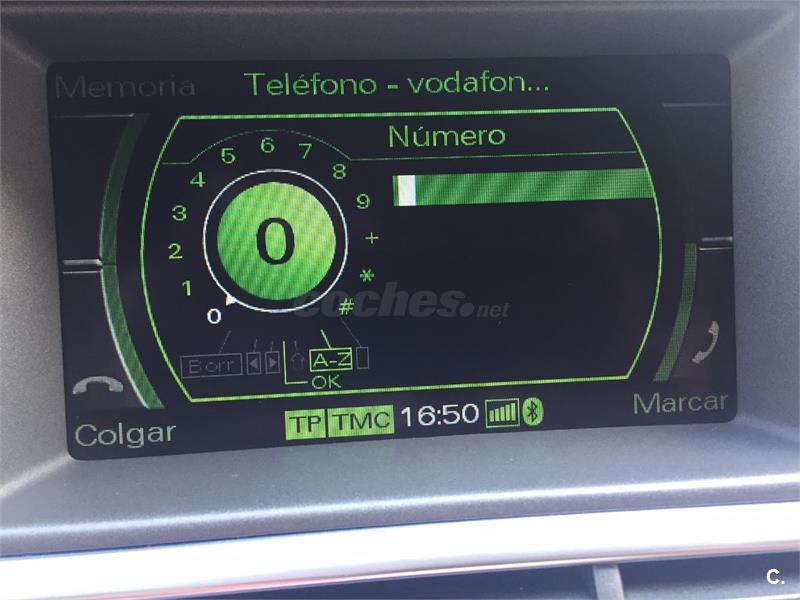 Memoria
Teléfono - vodafon...
Número
0
0 1 2 3 4 5 6 7 8 9 + * #
Borr
A-Z
OK
coches.net
Colgar
TP TMC 16:50
Marcar
C.